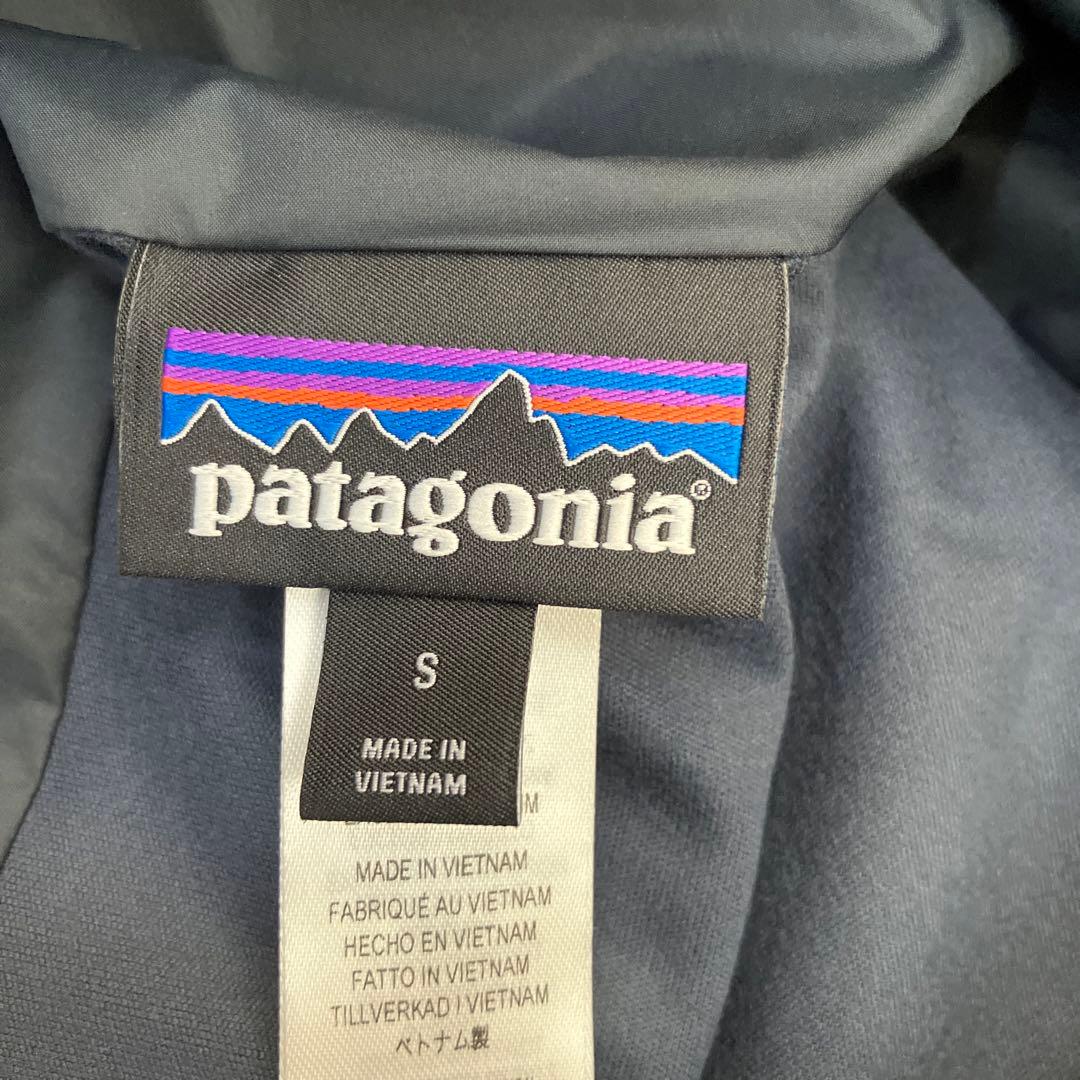 patagonia®
S
MADE IN
VIETNAM
MADE IN VIETNAM
FABRIQUÉ AU VIETNAM
HECHO EN VIETNAM
FATTO IN VIETNAM
TILLVERKAD I VIETNAM
ベトナム製